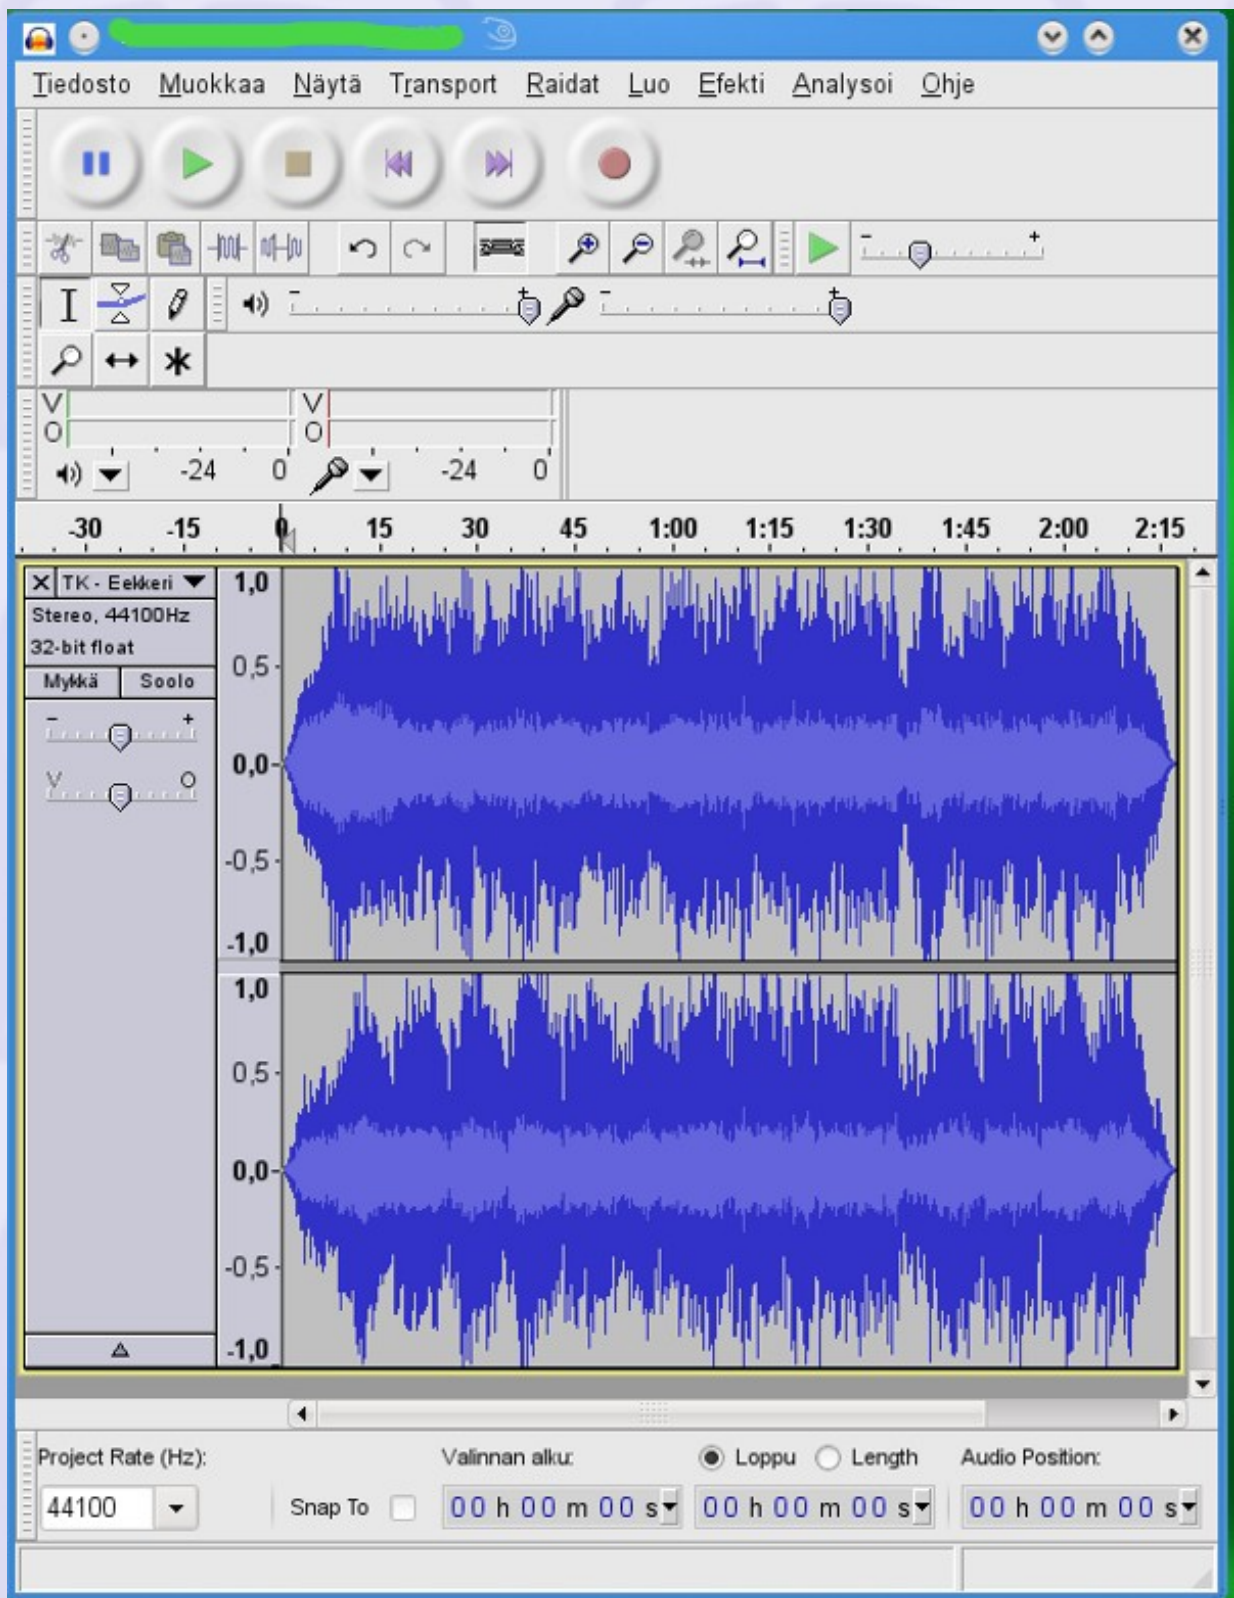 Tiedosto Muokkaa Näytä Transport Raidat Luo Efekti Analysoi Ohje
- +
- + - +
V V
O O
-24 0 -24 0
-30 -15 0 15 30 45 1:00 1:15 1:30 1:45 2:00 2:15
TK - Eekkeri 1,0
Stereo, 44100Hz
32-bit float
0,5
Mykkä Soolo
- +
0,0
V O
-0,5
-1,0
1,0
0,5
0,0
-0,5
-1,0
Project Rate (Hz): Valinnan alku: Loppu Length Audio Position:
44100 Snap To 00 h 00 m 00 s 00 h 00 m 00 s 00 h 00 m 00 s